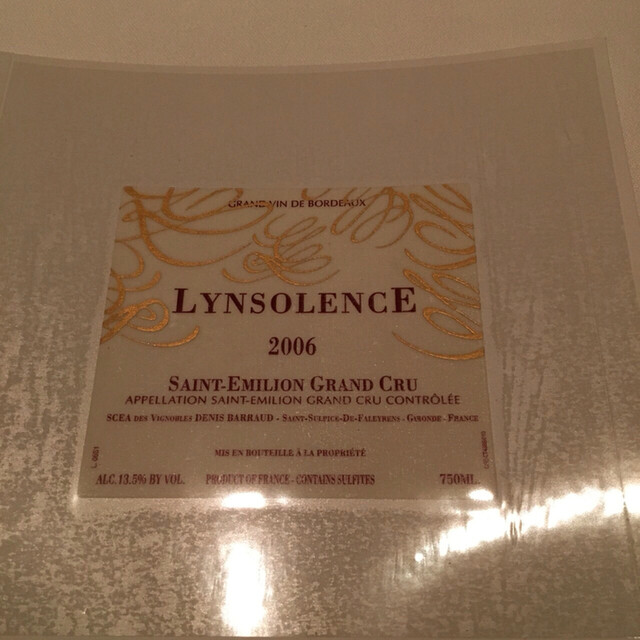 GRAND VIN DE BORDEAUX
LYNSOLENCE
2006
SAINT-EMILION GRAND CRU
APPELLATION SAINT-EMILION GRAND CRU CONTRÔLÉE
SCEA DES VIGNOBLES DENIS BARRAUD - SAINT-SULPICE-DE-FALEYRENS - GIRONDE - FRANCE
MIS EN BOUTEILLE À LA PROPRIÉTÉ
ALC. 13.5% BY VOL. PRODUCT OF FRANCE - CONTAINS SULFITES 750ML.